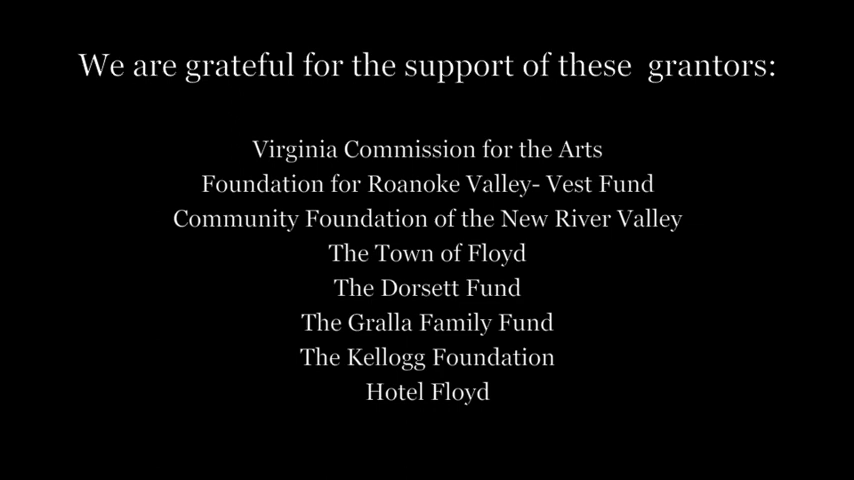 We are grateful for the support of these  grantors:
Virginia Commission for the Arts
Foundation for Roanoke Valley- Vest Fund
Community Foundation of the New River Valley
The Town of Floyd
The Dorsett Fund
The Gralla Family Fund
The Kellogg Foundation
Hotel Floyd